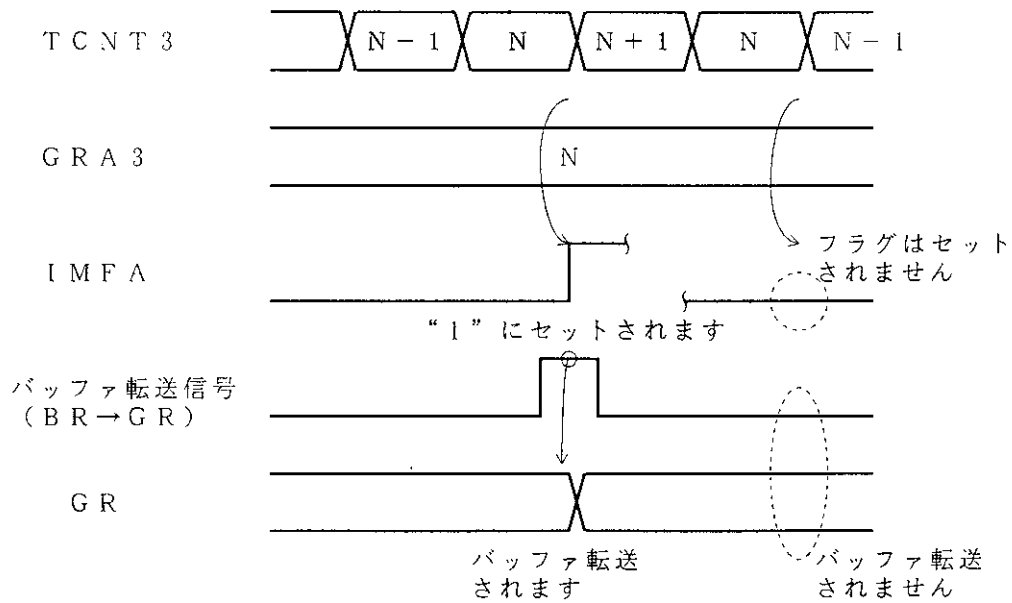 TCNT3
N-1 N N+1 N N-1
GRA3
N
IMFA
フラグはセット
されません
“1”にセットされます
バッファ転送信号
(BR→GR)
GR
バッファ転送
されます
バッファ転送
されません